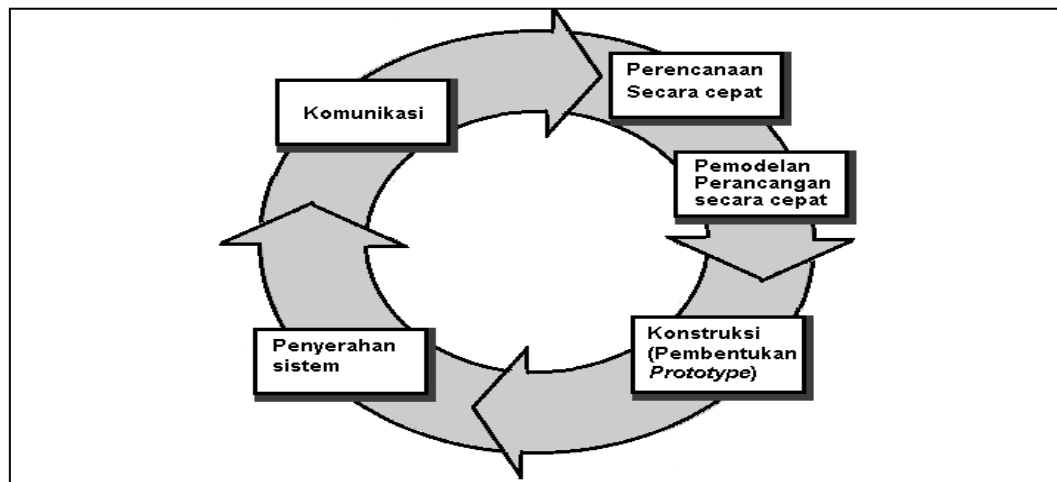 Komunikasi
Perencanaan
Secara cepat
Pemodelan
Perancangan
secara cepat
Konstruksi
(Pembentukan
Prototype)
Penyerahan
sistem